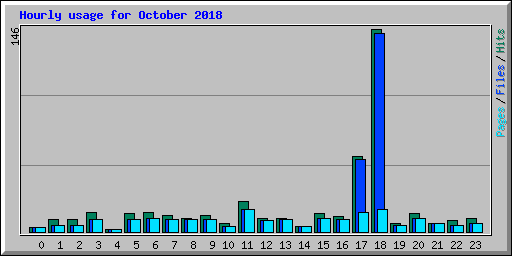 Hourly usage for October 2018
146
Pages/Files/Hits
0 1 2 3 4 5 6 7 8 9 10 11 12 13 14 15 16 17 18 19 20 21 22 23